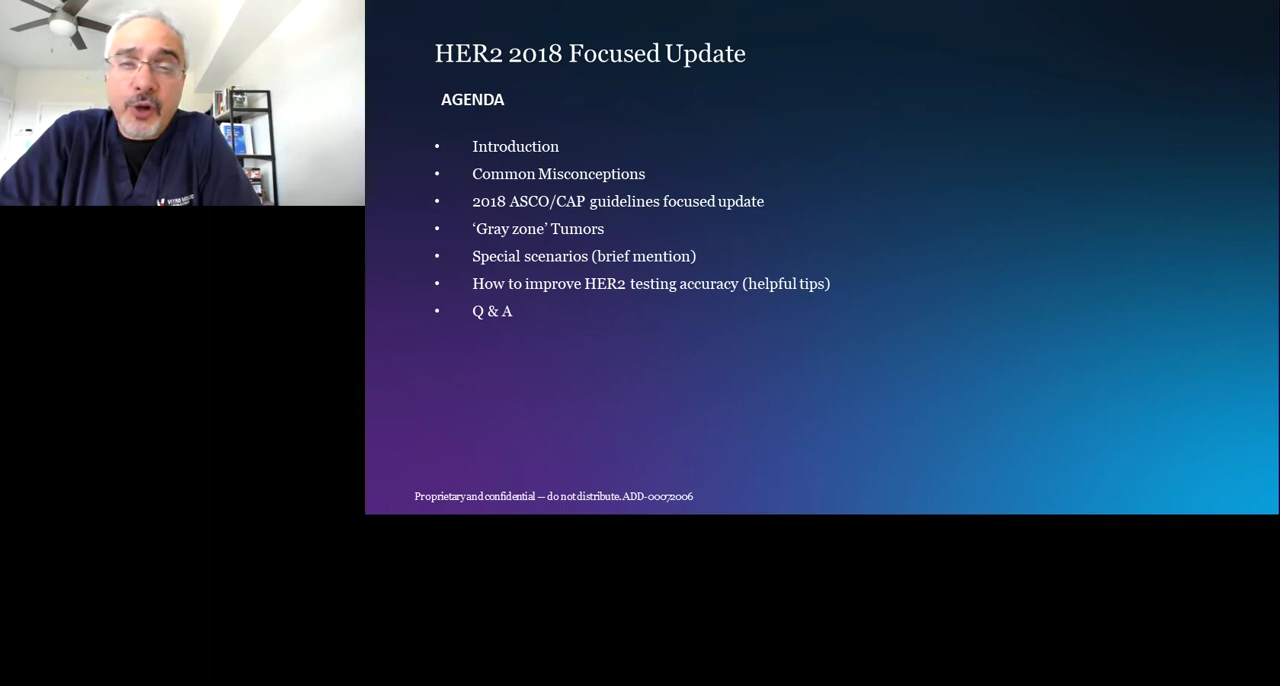 HER2 2018 Focused Update
AGENDA
• Introduction
• Common Misconceptions
• 2018 ASCO/CAP guidelines focused update
• ‘Gray zone’ Tumors
• Special scenarios (brief mention)
• How to improve HER2 testing accuracy (helpful tips)
• Q & A
Proprietary and confidential — do not distribute. ADD-0072006